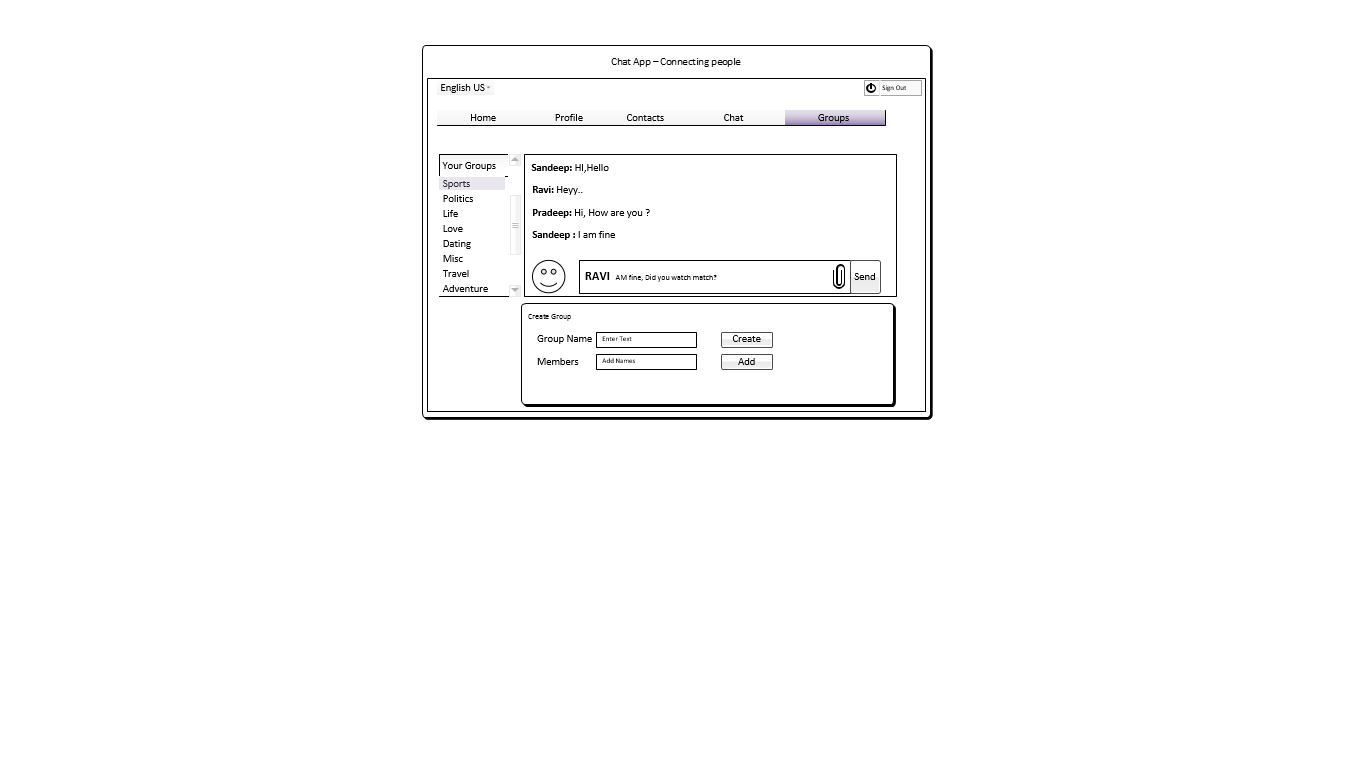 Chat App – Connecting people
English US
Sign Out
Home Profile Contacts Chat Groups
Your Groups
Sports
Politics
Life
Love
Dating
Misc
Travel
Adventure
Sandeep: HI,Hello
Ravi: Heyy..
Pradeep: Hi, How are you ?
Sandeep : I am fine
RAVI AM fine, Did you watch match?
Send
Create Group
Group Name Enter Text Create
Members Add Names Add